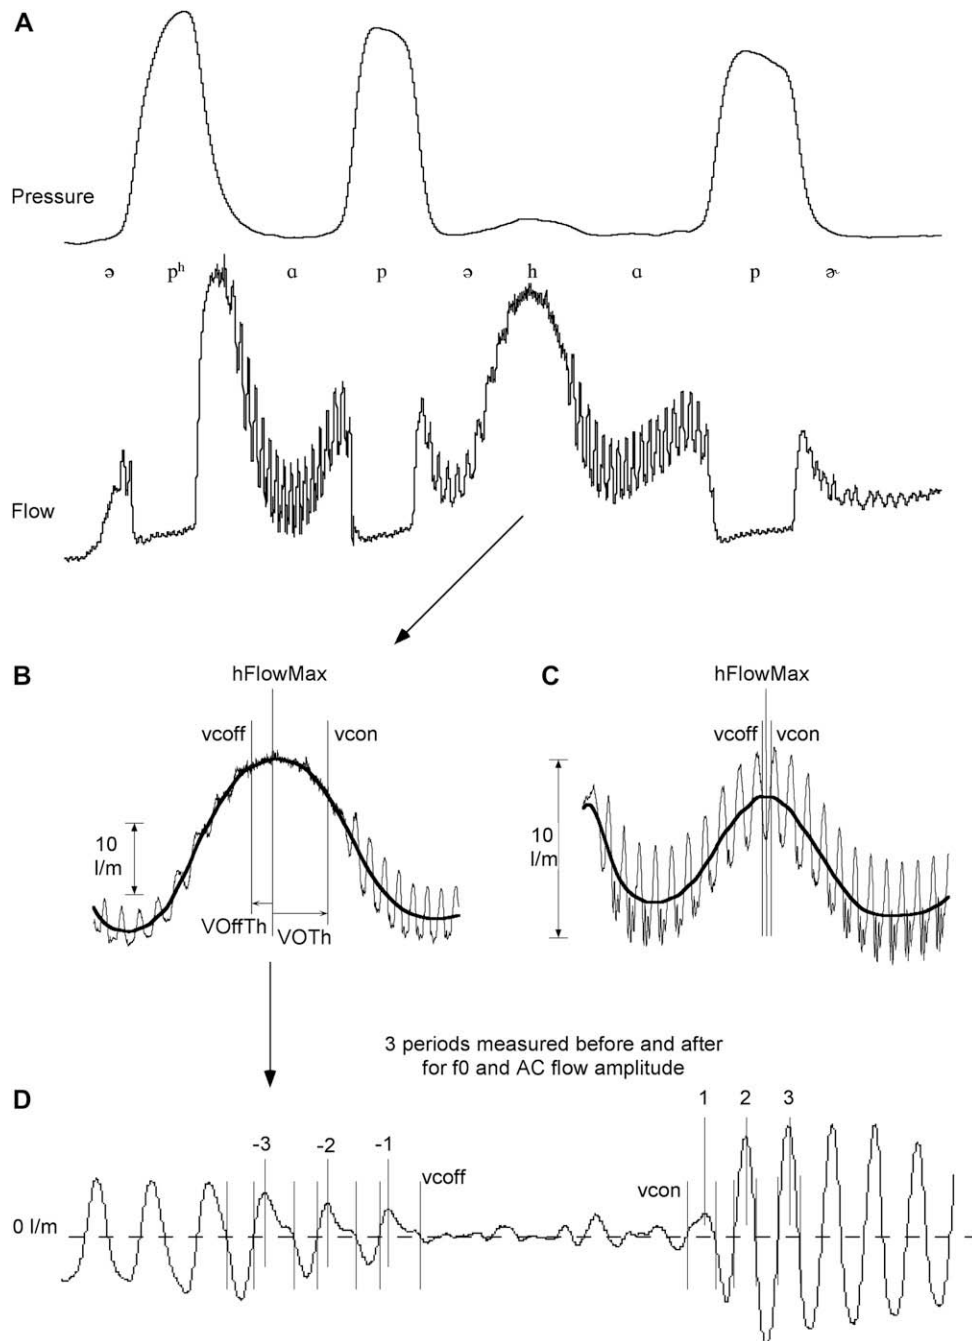 A
Pressure
ə pʰ ɑ p ə h ɑ p ɚ
Flow
B
hFlowMax
vcoff
vcon
10
l/m
VOffTh
VOTh
C
hFlowMax
vcoff
vcon
10
l/m
3 periods measured before and after
for f0 and AC flow amplitude
D
-3 -2 -1
vcoff
1 2 3
vcon
0 l/m